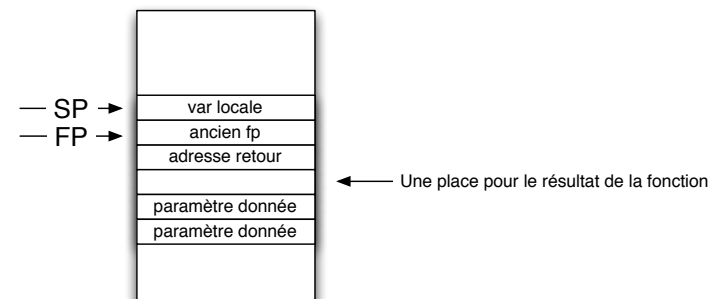 SP
var locale
FP
ancien fp
adresse retour
Une place pour le résultat de la fonction
paramètre donnée
paramètre donnée